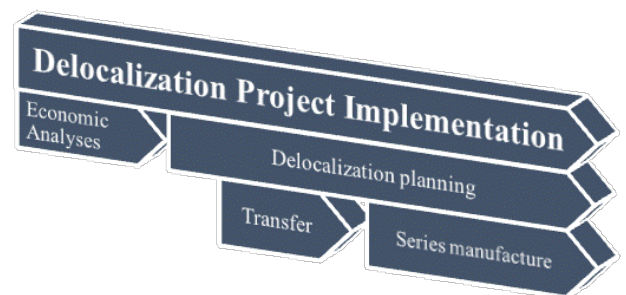 Delocalization Project Implementation
Economic
Analyses
Delocalization planning
Transfer
Series manufacture